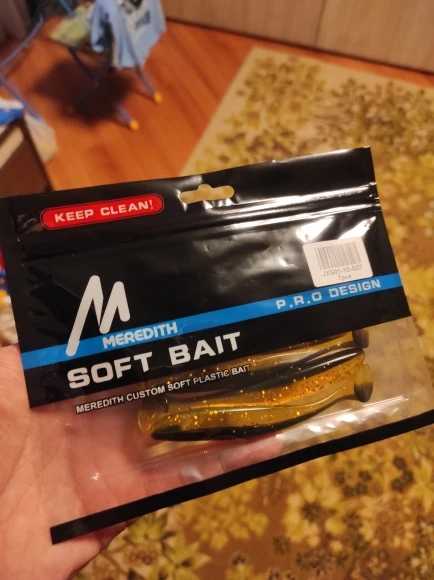 KEEP CLEAN!
MEREDITH
P.R.O DESIGN
SOFT BAIT
MEREDITH CUSTOM SOFT PLASTIC BAIT